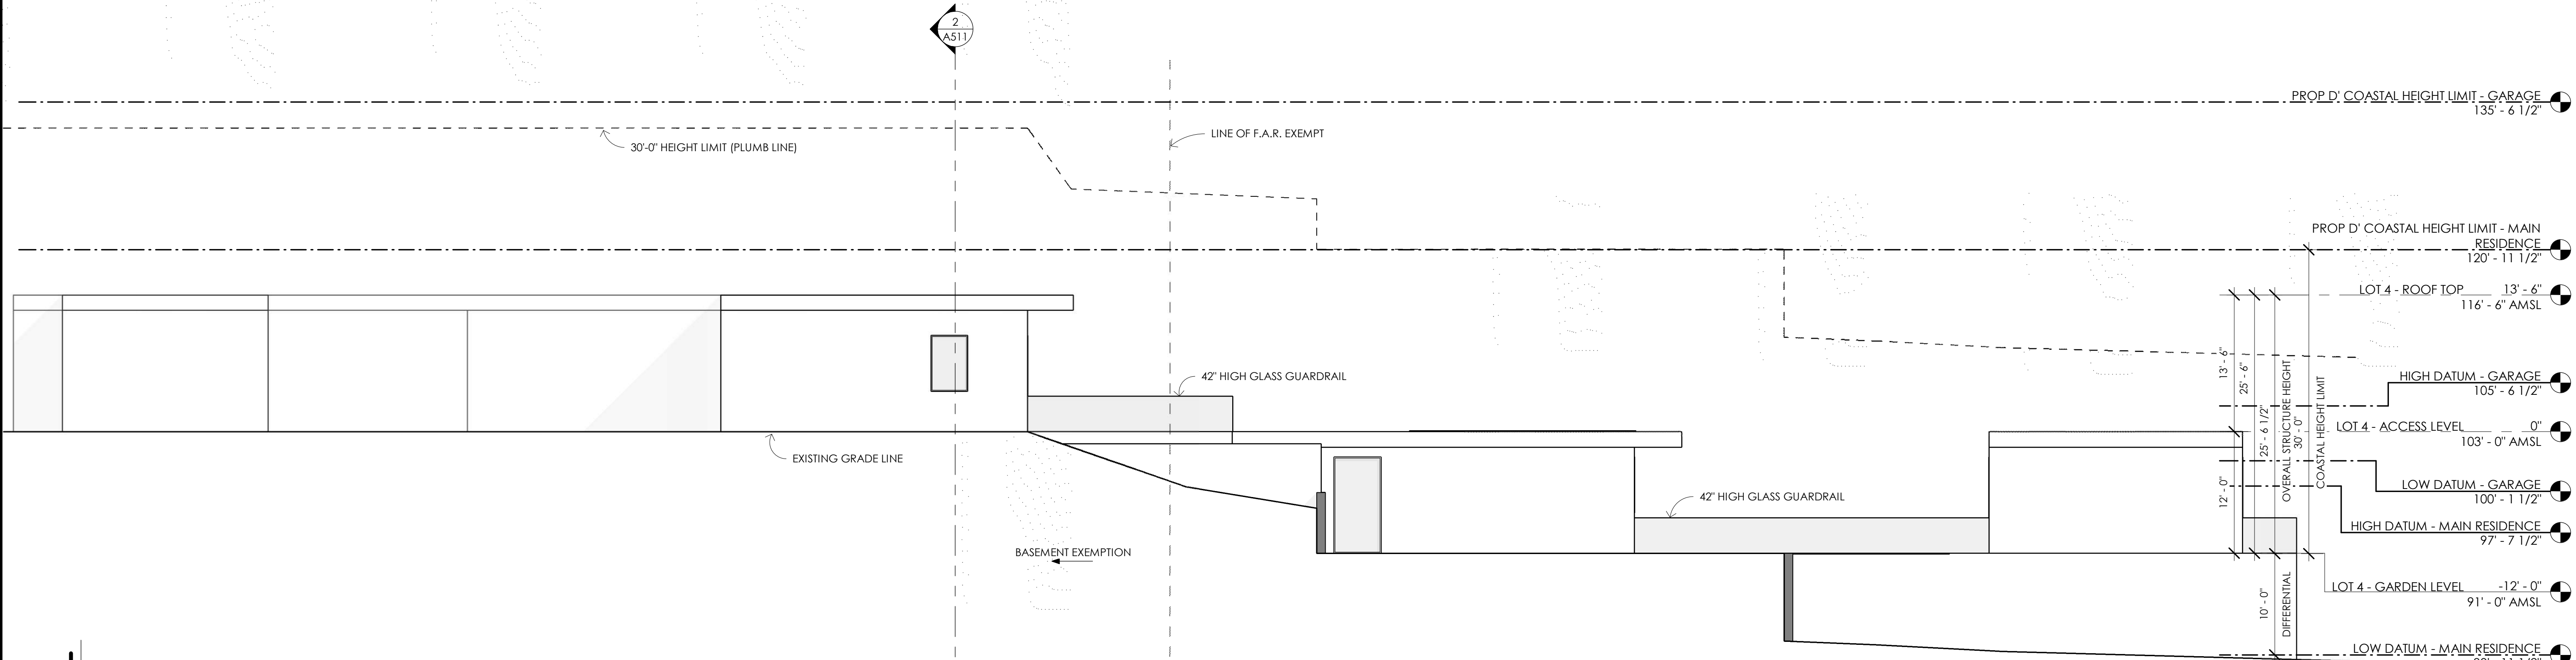 2
A511
PROP D' COASTAL HEIGHT LIMIT - GARAGE
135' - 6 1/2"
LINE OF F.A.R. EXEMPT
30'-0" HEIGHT LIMIT (PLUMB LINE)
PROP D' COASTAL HEIGHT LIMIT - MAIN
RESIDENCE
120' - 11 1/2"
LOT 4 - ROOF TOP 13' - 6"
116' - 6" AMSL
42" HIGH GLASS GUARDRAIL
HIGH DATUM - GARAGE
105' - 6 1/2"
13' - 6"
25' - 6"
25' - 6 1/2"
OVERALL STRUCTURE HEIGHT
30' - 0"
COASTAL HEIGHT LIMIT
LOT 4 - ACCESS LEVEL 0"
103' - 0" AMSL
EXISTING GRADE LINE
LOW DATUM - GARAGE
100' - 1 1/2"
12' - 0"
42" HIGH GLASS GUARDRAIL
HIGH DATUM - MAIN RESIDENCE
97' - 7 1/2"
BASEMENT EXEMPTION
LOT 4 - GARDEN LEVEL -12' - 0"
91' - 0" AMSL
10' - 0"
DIFFERENTIAL
LOW DATUM - MAIN RESIDENCE